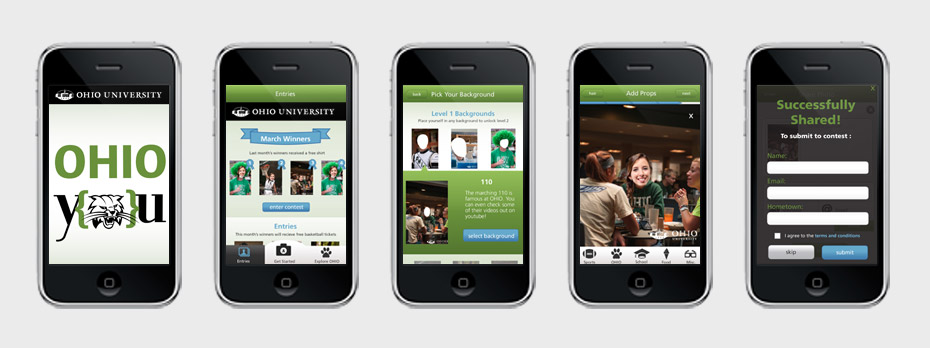 OHIO UNIVERSITY
OHIO
y{ }u
Entries
OHIO UNIVERSITY
March Winners
Last month's winners received a free shirt
enter contest
Entries
This month's winners will recieve free basketball tickets
Entries
Get Started
Explore OHIO
back
Pick Your Background
Level 1 Backgrounds
Place yourself in any background to unlock level 2
110
The marching 110 is
famous at OHIO. You
can even check some
of their videos out on
youtube!
select background
Add Props
x
OHIO
UNIVERSITY
Sports
OHIO
School
Food
Misc.
X
Successfully
Shared!
To submit to contest :
Name:
Email:
Hometown:
I agree to the terms and conditions
skip
submit